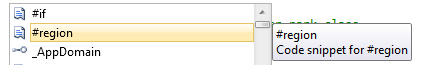 #if
#region
_AppDomain
#region
Code snippet for #region